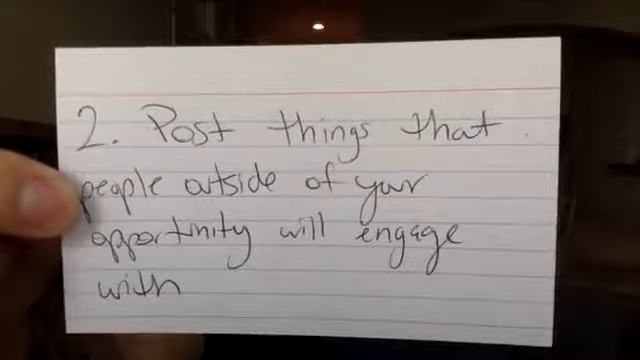 2. Post things that
people outside of your
opportunity will engage
with